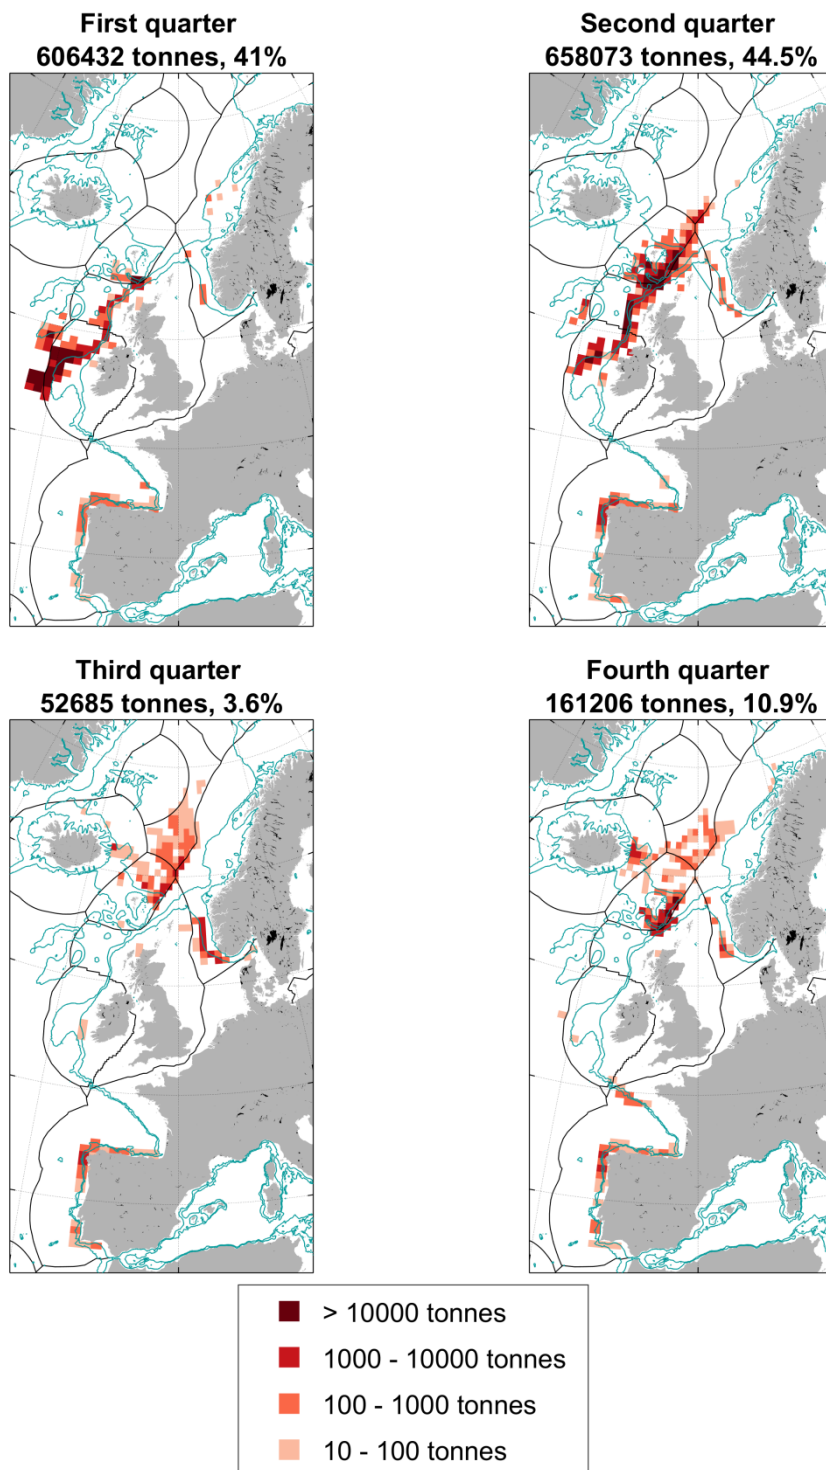 First quarter
606432 tonnes, 41%
Second quarter
658073 tonnes, 44.5%
Third quarter
52685 tonnes, 3.6%
Fourth quarter
161206 tonnes, 10.9%
> 10000 tonnes
1000 - 10000 tonnes
100 - 1000 tonnes
10 - 100 tonnes